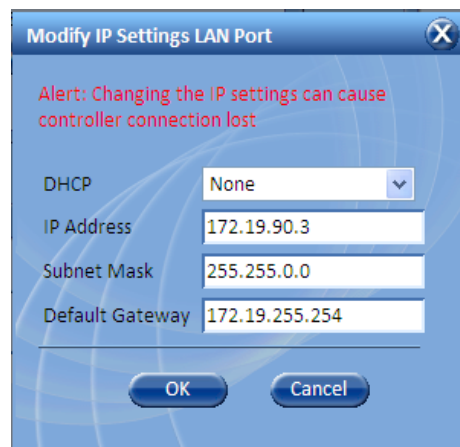 Modify IP Settings LAN Port
Alert: Changing the IP settings can cause
controller connection lost
DHCP None
IP Address 172.19.90.3
Subnet Mask 255.255.0.0
Default Gateway 172.19.255.254
OK Cancel